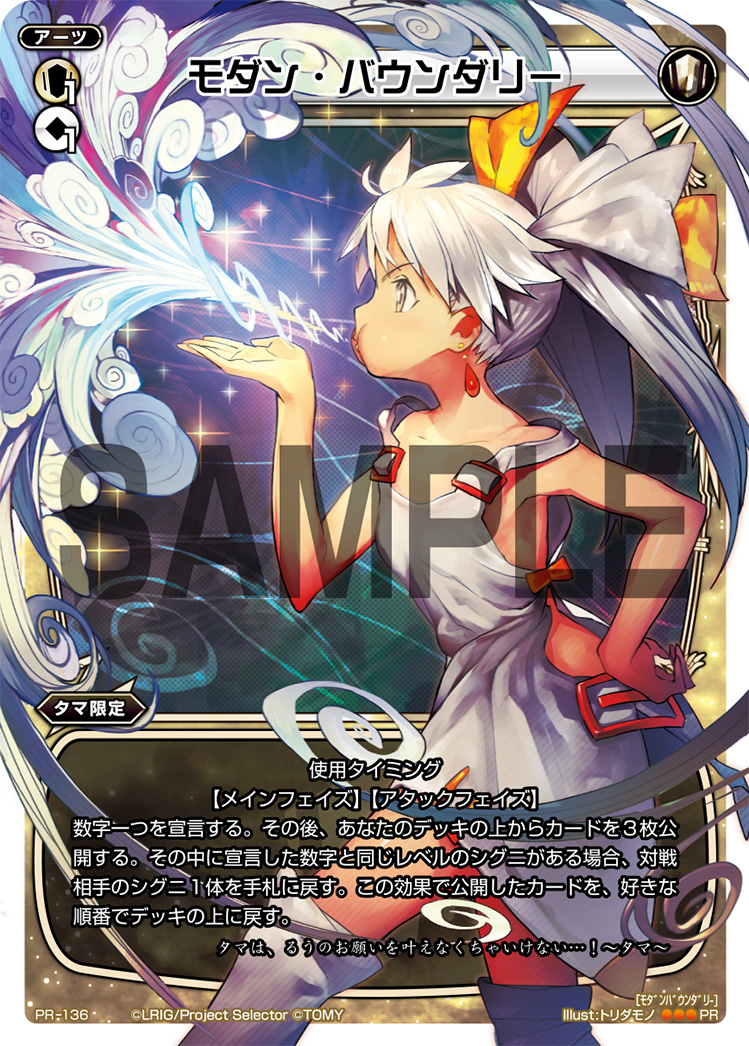 アーツ
モダン・バウンダリー
1
1
SAMPLE
タマ限定
使用タイミング
【メインフェイズ】【アタックフェイズ】
数字一つを宣言する。その後、あなたのデッキの上からカードを３枚公
開する。その中に宣言した数字と同じレベルのシグニがある場合、対戦
相手のシグニ１体を手札に戻す。この効果で公開したカードを、好きな
順番でデッキの上に戻す。
タマは、るうのお願いを叶えなくちゃいけない…！～タマ～
[ﾓﾀﾞﾝﾊﾞｳﾝﾀﾞﾘｰ]
PR-136 ©LRIG/Project Selector ©TOMY Illust:トリダモノ PR